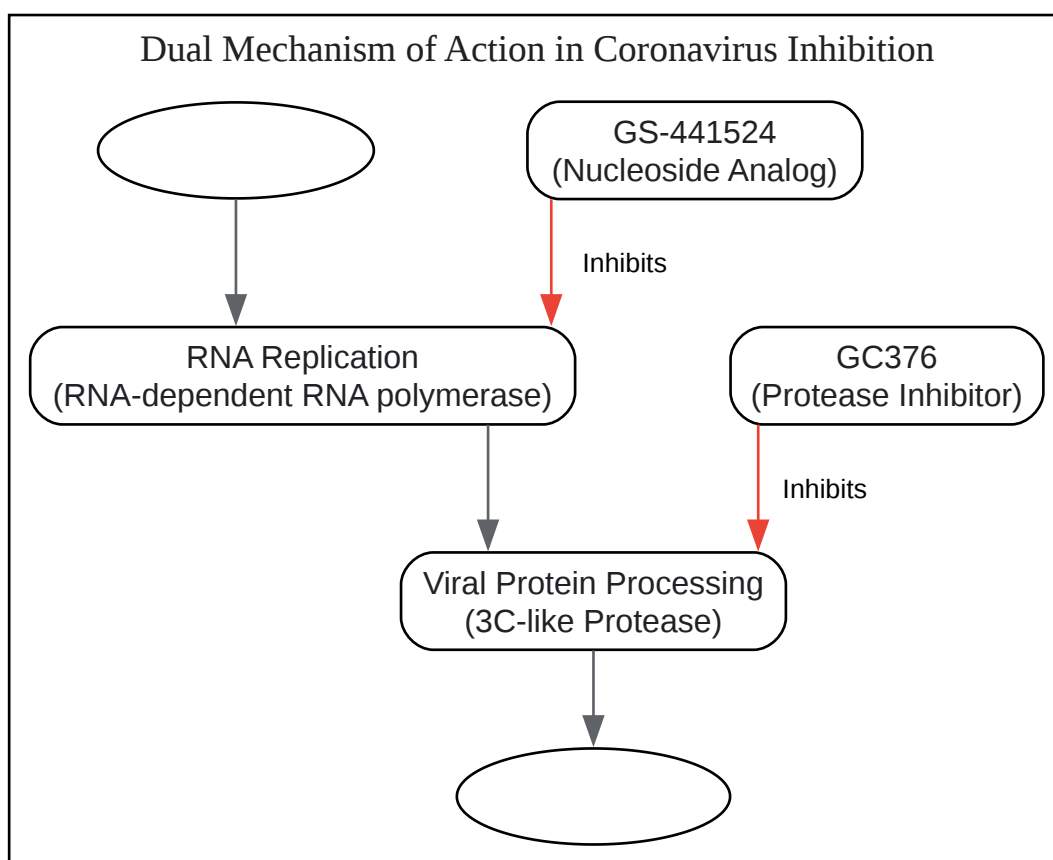 Dual Mechanism of Action in Coronavirus Inhibition
GS-441524
(Nucleoside Analog)
Inhibits
RNA Replication
(RNA-dependent RNA polymerase)
GC376
(Protease Inhibitor)
Inhibits
Viral Protein Processing
(3C-like Protease)